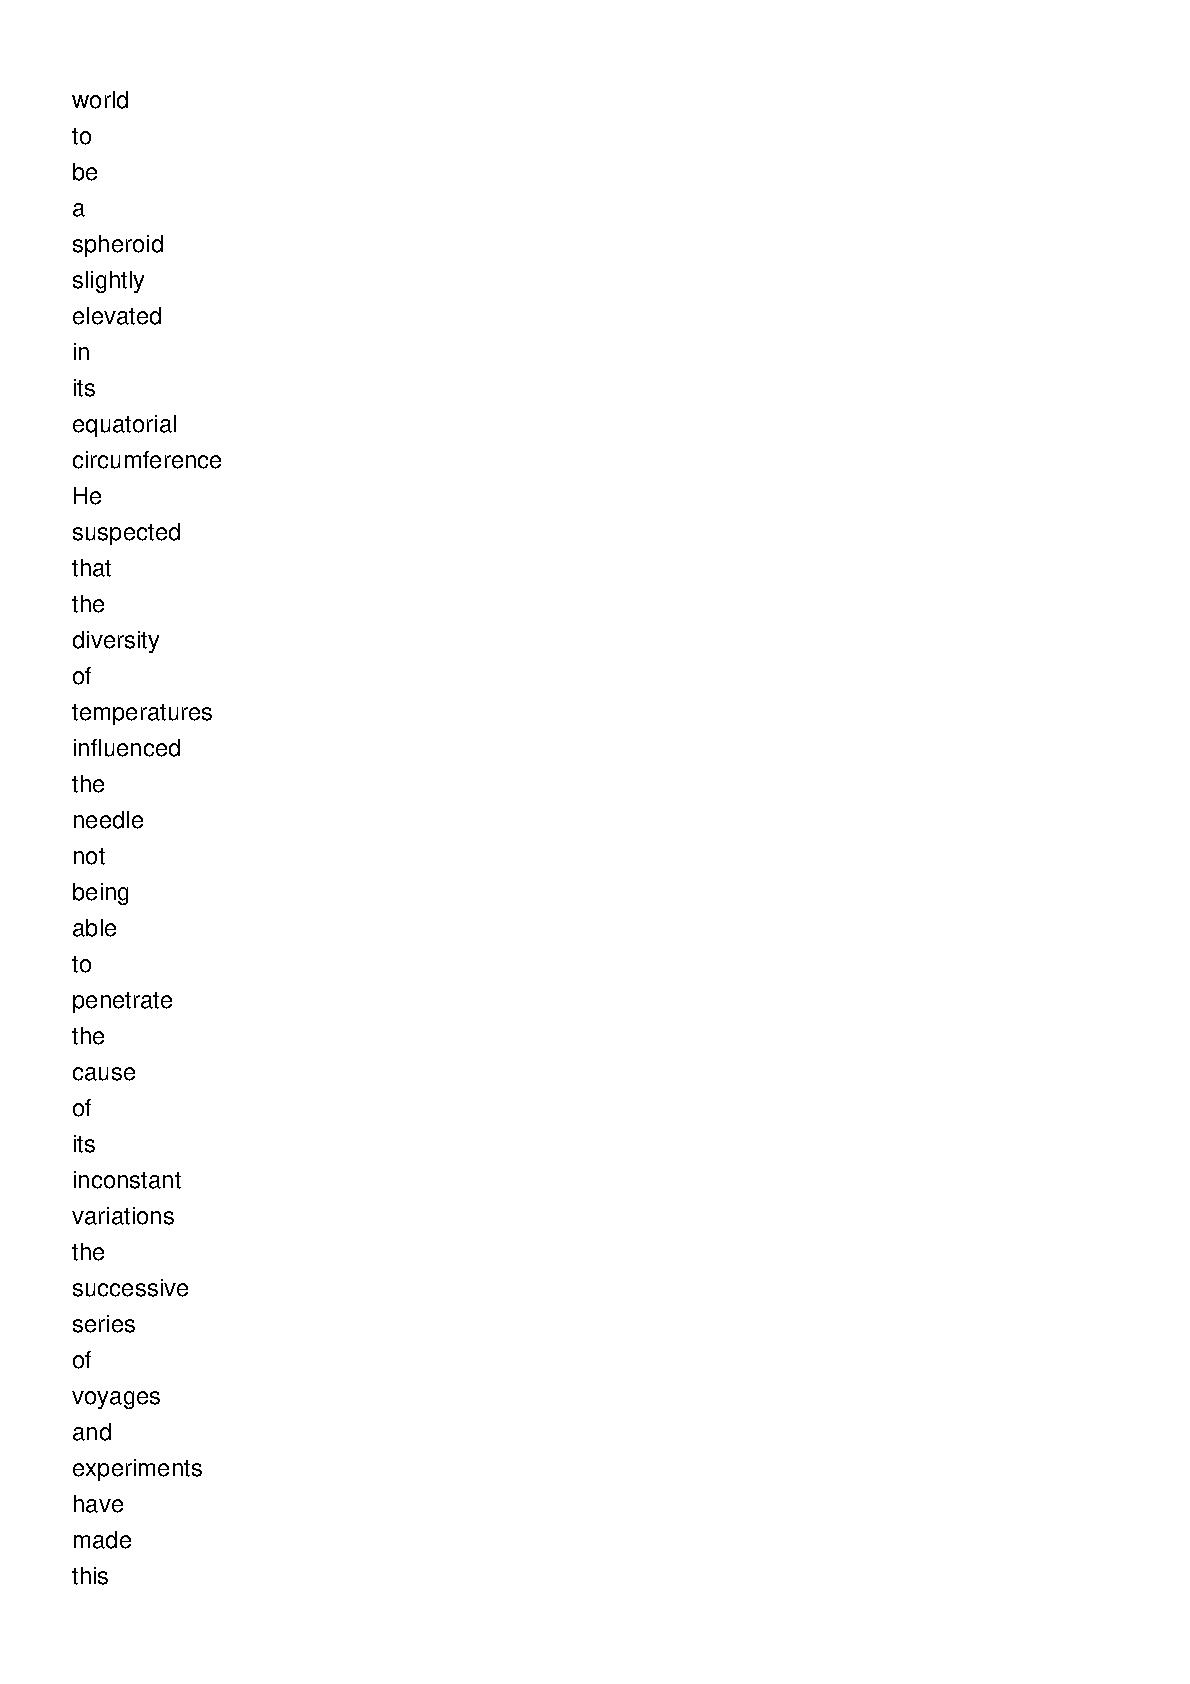 world
to
be
a
spheroid
slightly
elevated
in
its
equatorial
circumference
He
suspected
that
the
diversity
of
temperatures
influenced
the
needle
not
being
able
to
penetrate
the
cause
of
its
inconstant
variations
the
successive
series
of
voyages
and
experiments
have
made
this